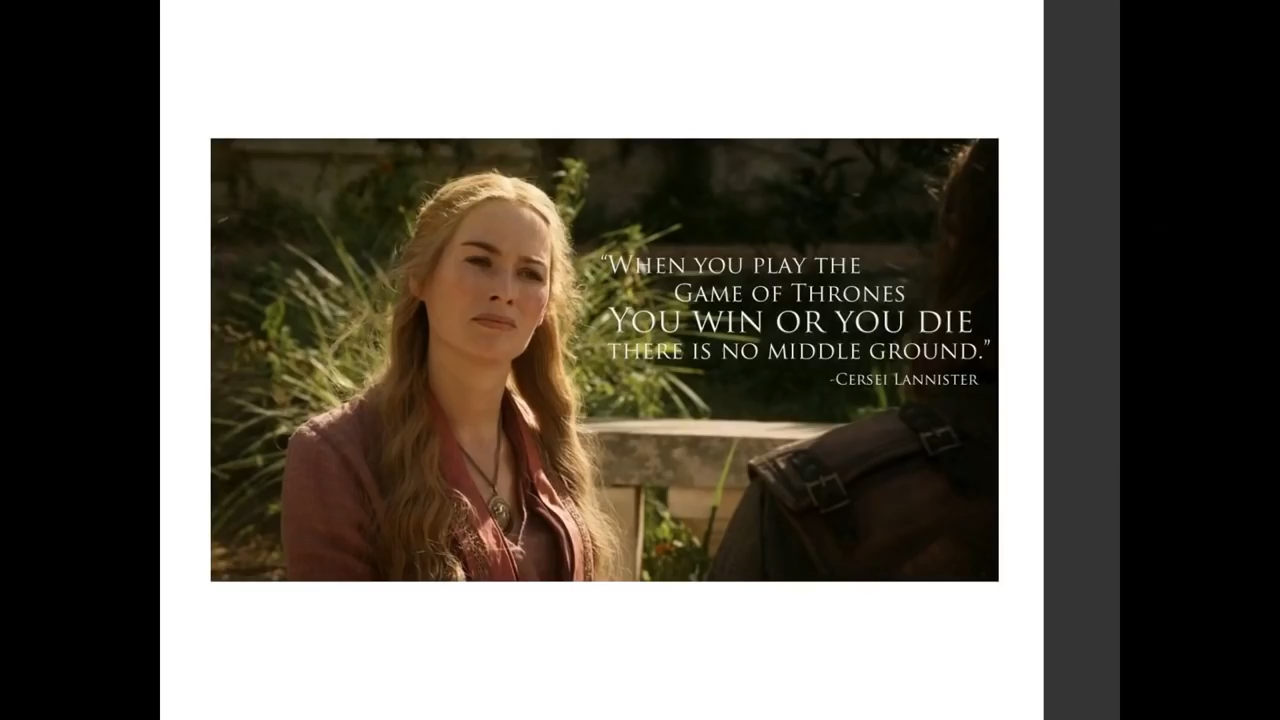 “When you play the
Game of Thrones
You win or you die
there is no middle ground.”
-Cersei Lannister